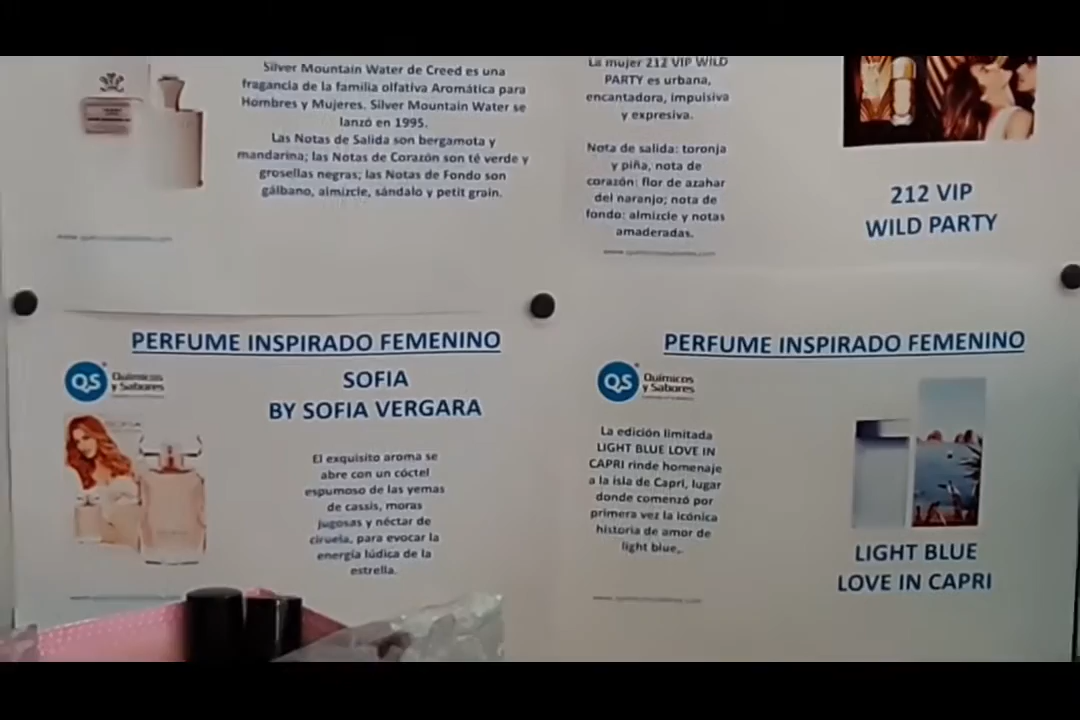 Silver Mountain Water de Creed es una
fragancia de la familia olfativa Aromática para
Hombres y Mujeres. Silver Mountain Water se
lanzó en 1995.
Las Notas de Salida son bergamota y
mandarina; las Notas de Corazón son té verde y
grosellas negras; las Notas de Fondo son
gálbano, almizcle, sándalo y petit grain.
La mujer 212 VIP WILD
PARTY es urbana,
encantadora, impulsiva
y expresiva.
Nota de salida: toronja
y piña, nota de
corazón: flor de azahar
del naranjo; nota de
fondo: almizcle y notas
amaderadas.
212 VIP
WILD PARTY
PERFUME INSPIRADO FEMENINO
QS Químicos
y Sabores
SOFIA
BY SOFIA VERGARA
El exquisito aroma se
abre con un cóctel
espumoso de las yemas
de cassis, moras
jugosas y néctar de
ciruela, para evocar la
energía lúdica de la
estrella.
PERFUME INSPIRADO FEMENINO
QS Químicos
y Sabores
La edición limitada
LIGHT BLUE LOVE IN
CAPRI rinde homenaje
a la isla de Capri, lugar
donde comenzó por
primera vez la icónica
historia de amor de
light blue,.
LIGHT BLUE
LOVE IN CAPRI